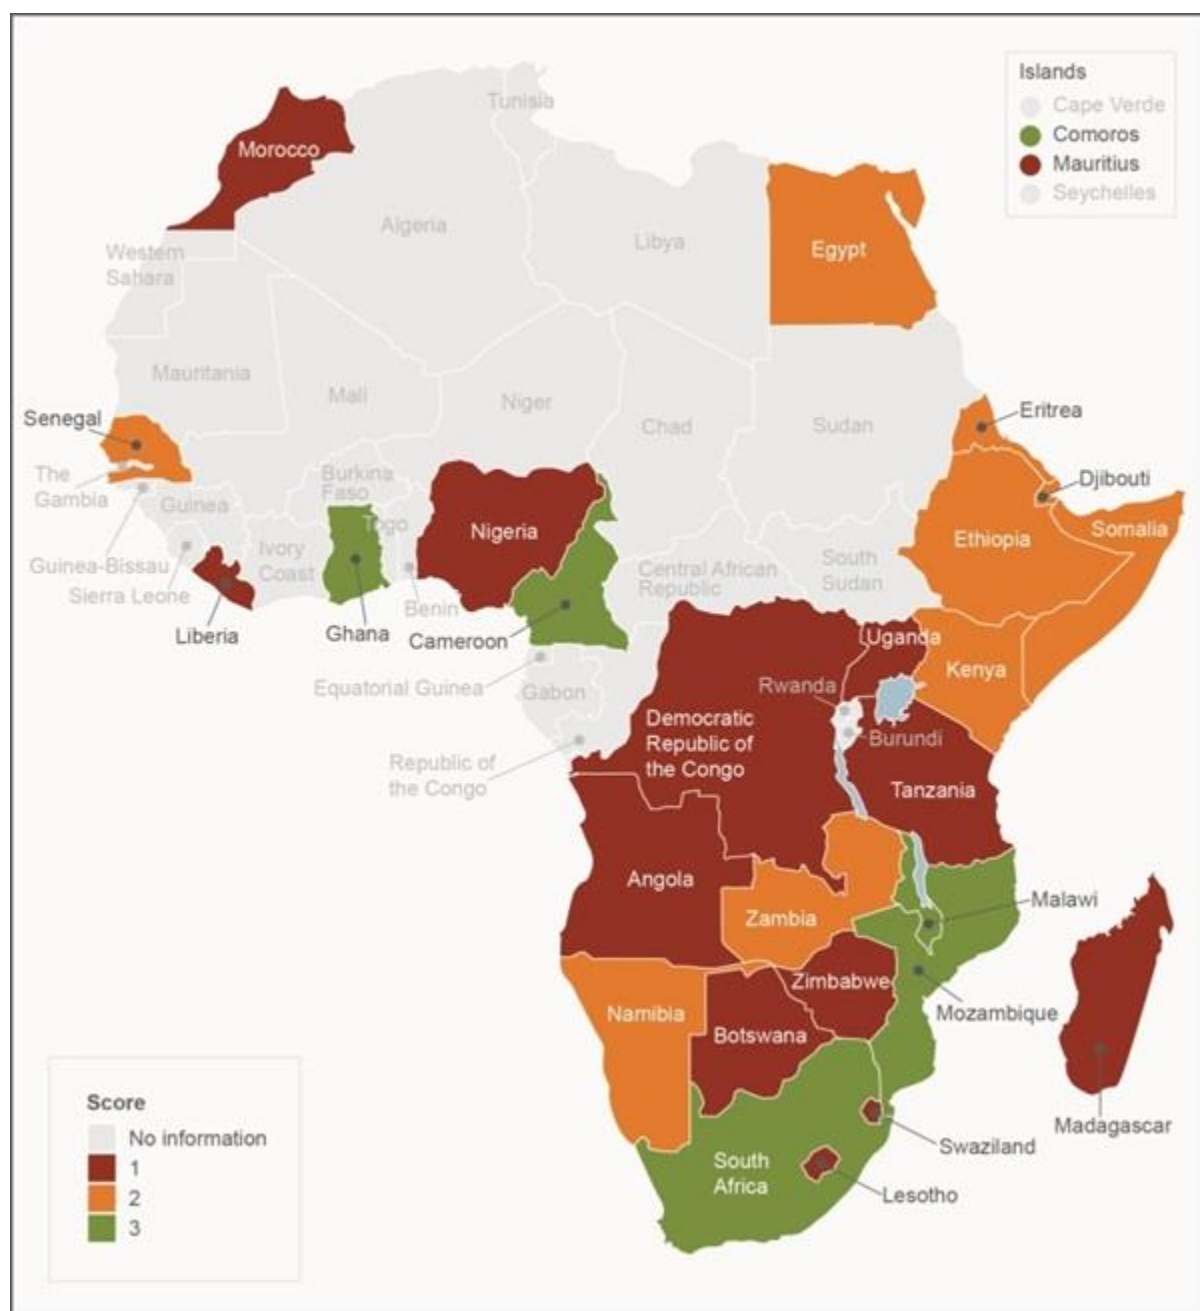 Islands
Cape Verde
Comoros
Mauritius
Seychelles
Tunisia
Morocco
Algeria
Libya
Egypt
Western
Sahara
Mauritania
Mali
Niger
Chad
Sudan
Senegal
Eritrea
The
Gambia
Burkina
Faso
Djibouti
Guinea
Togo
Nigeria
Somalia
Ethiopia
Ivory
Coast
Guinea-Bissau
Sierra Leone
Central African
Republic
South
Sudan
Benin
Liberia
Ghana
Cameroon
Uganda
Kenya
Equatorial Guinea
Gabon
Rwanda
Democratic
Republic of
the Congo
Burundi
Republic of
the Congo
Tanzania
Angola
Malawi
Zambia
Zimbabwe
Namibia
Mozambique
Botswana
Madagascar
Swaziland
South
Africa
Lesotho
Score
No information
1
2
3